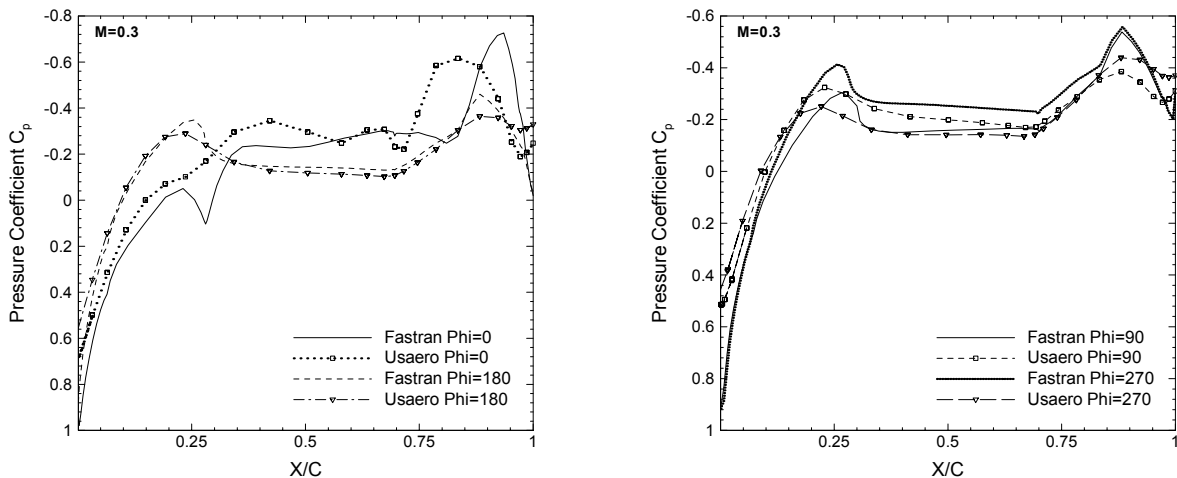 M=0.3
Pressure Coefficient Cp
-0.8
-0.6
-0.4
-0.2
0
0.2
0.4
0.6
0.8
1
0
0.25
0.5
0.75
1
X/C
Fastran Phi=0
Usaero Phi=0
Fastran Phi=180
Usaero Phi=180
M=0.3
Pressure Coefficient Cp
-0.6
-0.4
-0.2
0
0.2
0.4
0.6
0.8
1
0
0.25
0.5
0.75
1
X/C
Fastran Phi=90
Usaero Phi=90
Fastran Phi=270
Usaero Phi=270